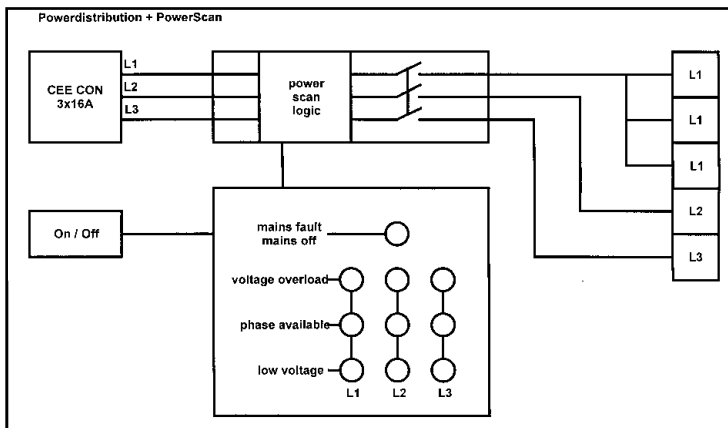 Powerdistribution + PowerScan
CEE CON
3x16A
L1
L2
L3
power
scan
logic
L1
L1
L1
L2
L3
On / Off
mains fault
mains off
voltage overload
phase available
low voltage
L1 L2 L3